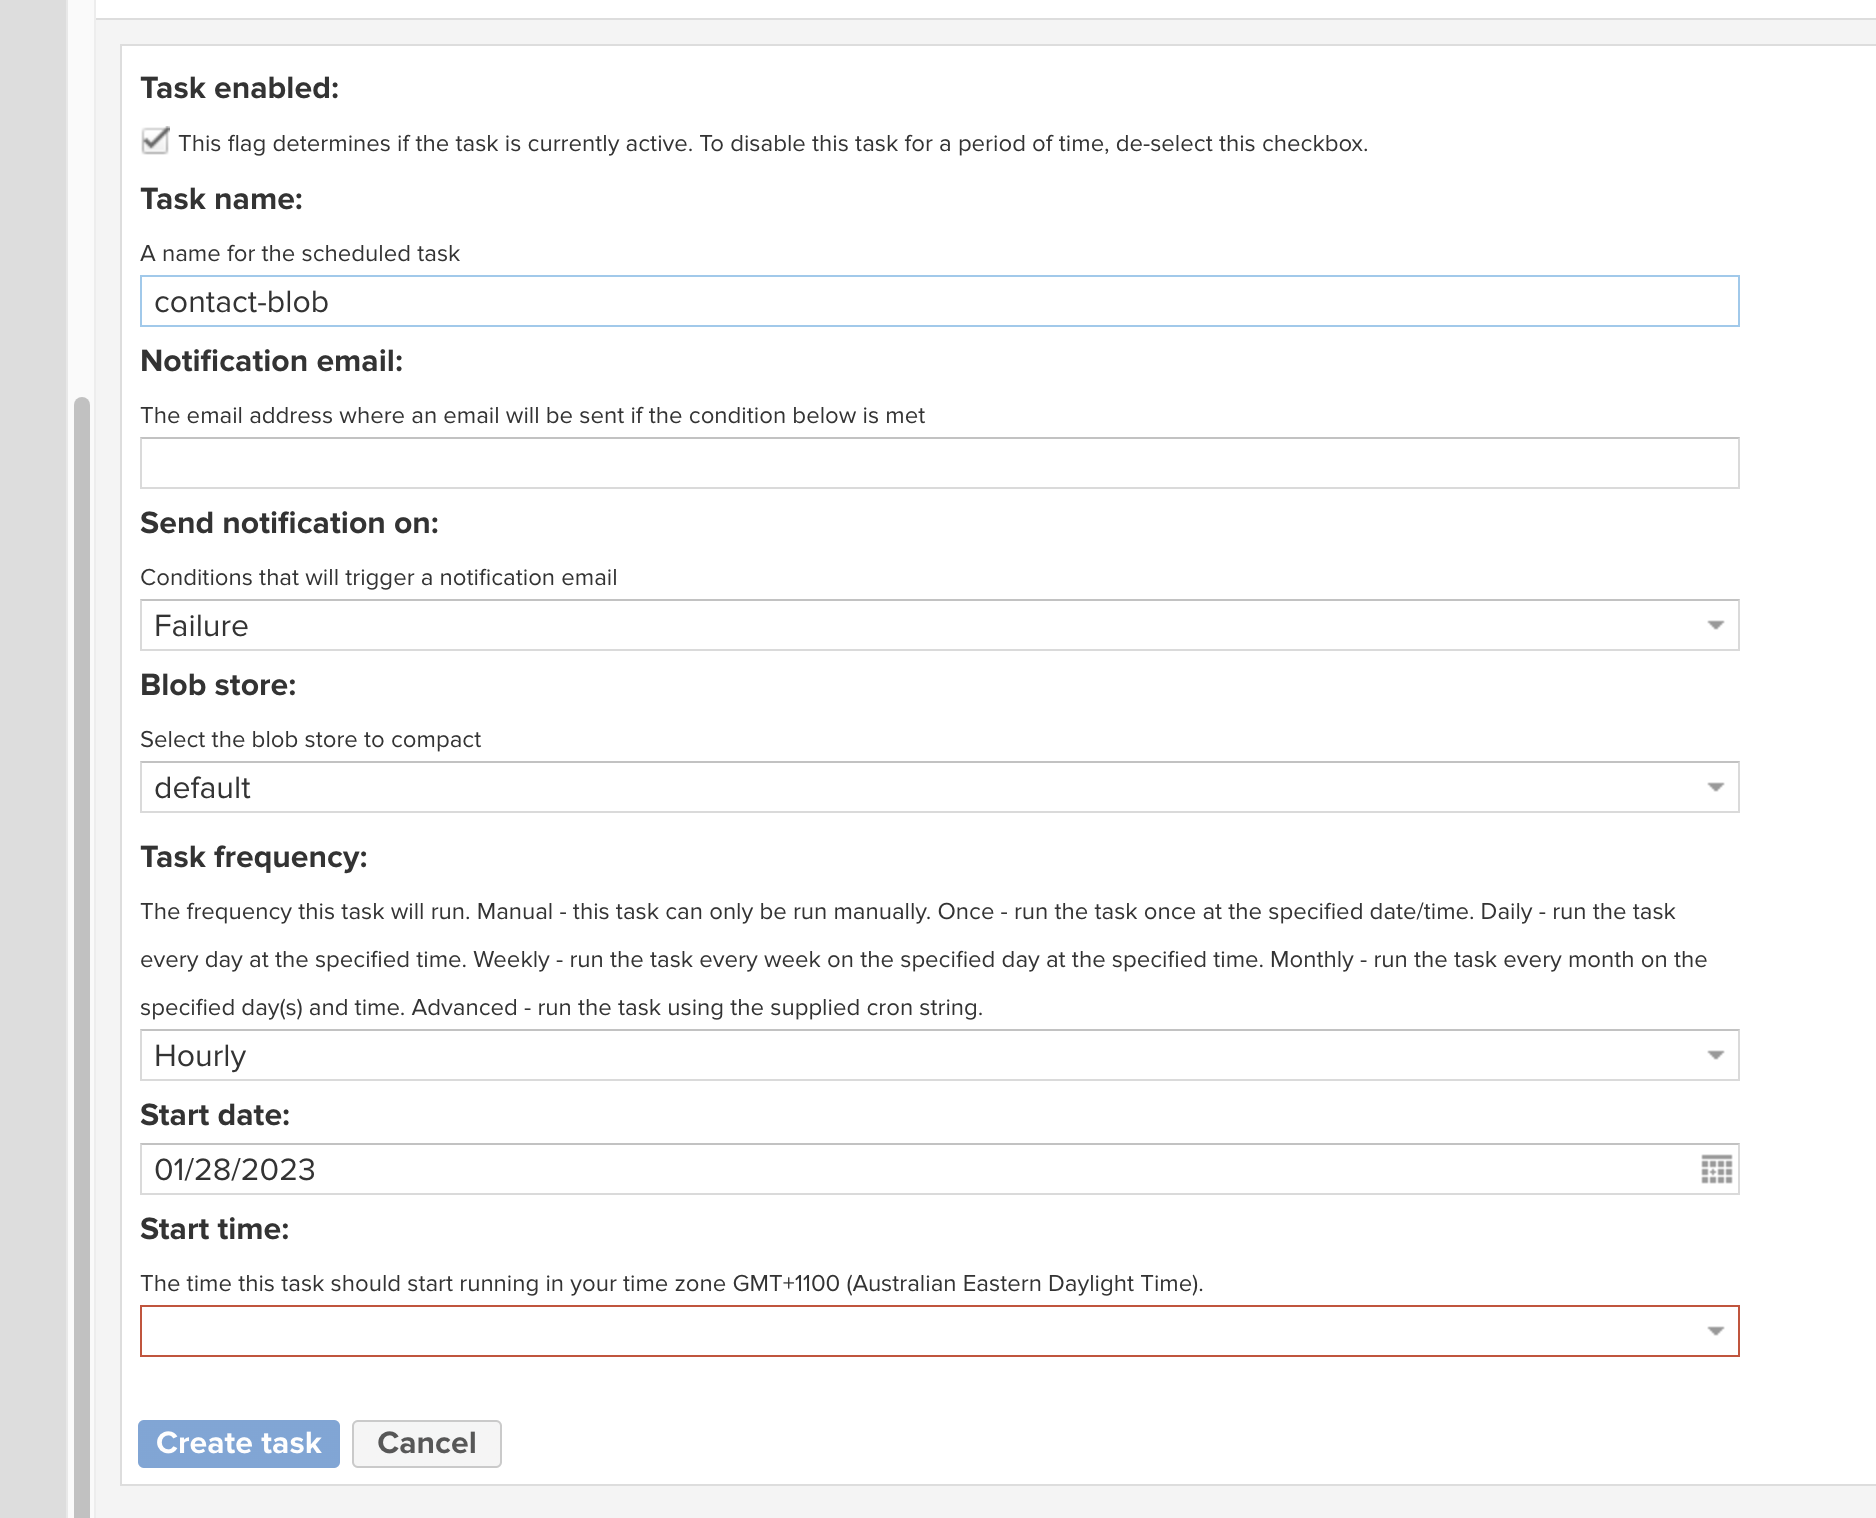 Task enabled:
This flag determines if the task is currently active. To disable this task for a period of time, de-select this checkbox.
Task name:
A name for the scheduled task
contact-blob
Notification email:
The email address where an email will be sent if the condition below is met
Send notification on:
Conditions that will trigger a notification email
Failure
Blob store:
Select the blob store to compact
default
Task frequency:
The frequency this task will run. Manual - this task can only be run manually. Once - run the task once at the specified date/time. Daily - run the task
every day at the specified time. Weekly - run the task every week on the specified day at the specified time. Monthly - run the task every month on the
specified day(s) and time. Advanced - run the task using the supplied cron string.
Hourly
Start date:
01/28/2023
Start time:
The time this task should start running in your time zone GMT+1100 (Australian Eastern Daylight Time).
Create task Cancel